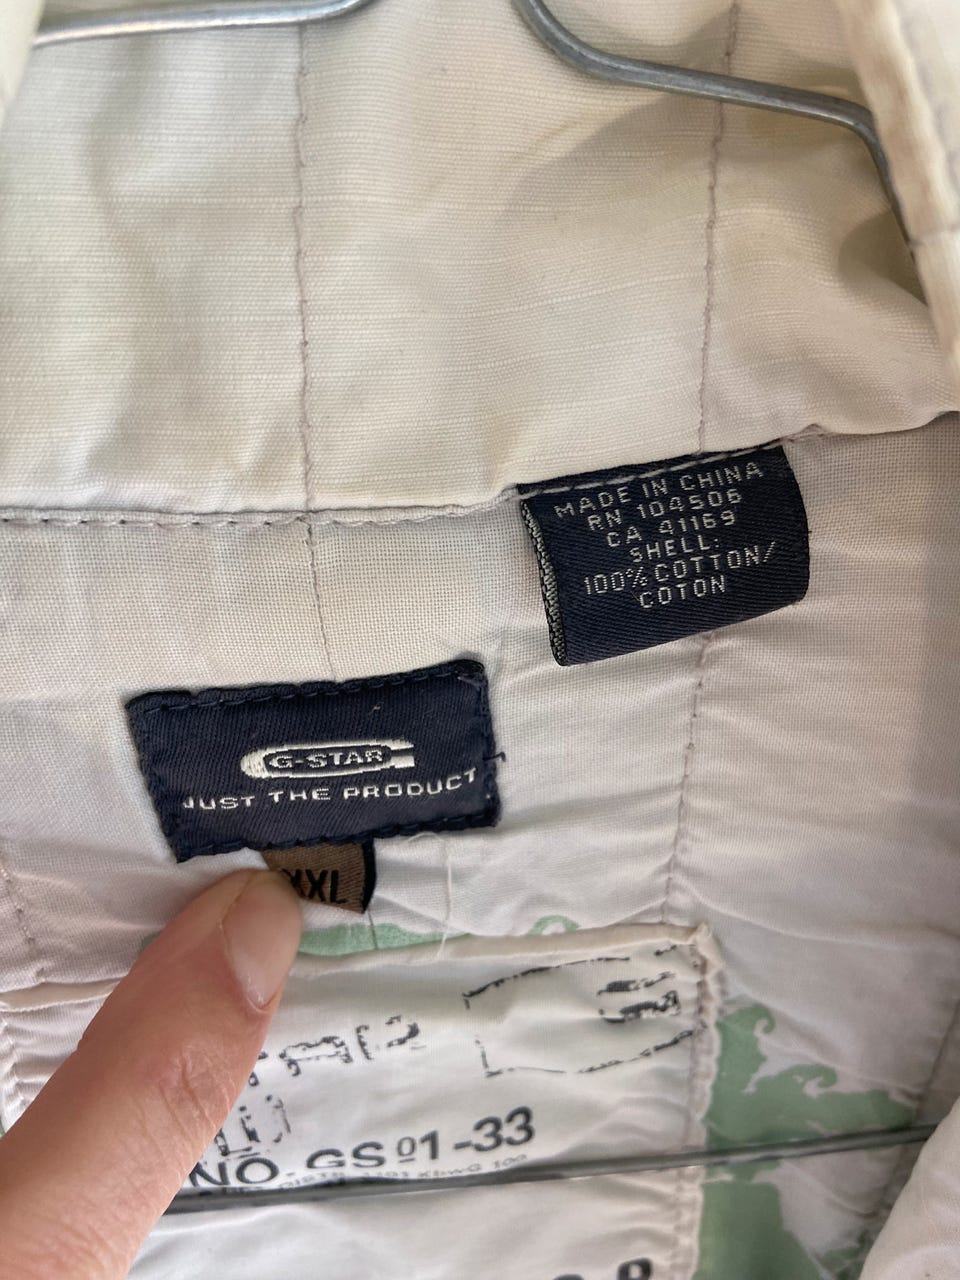 MADE IN CHINA
RN 104506
CA 41169
SHELL:
100% COTTON/
COTON
G-STAR
JUST THE PRODUCT
XXL
NO - GS 01-33